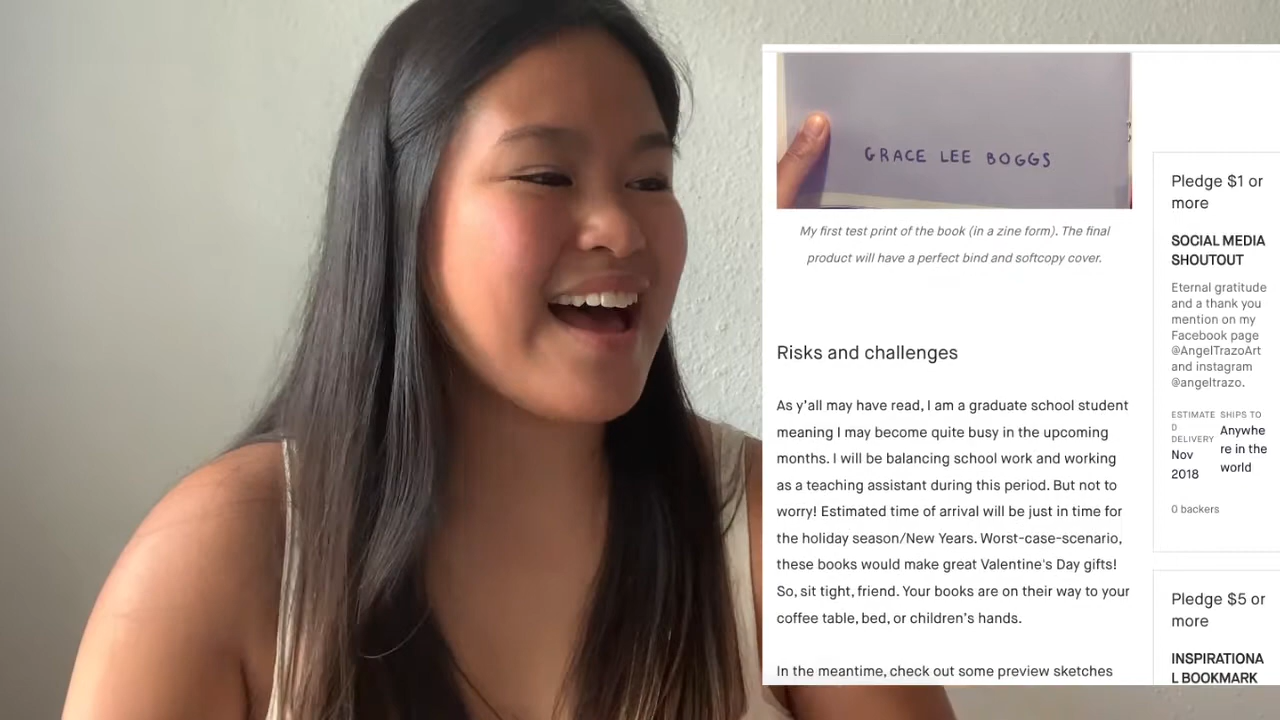 GRACE LEE BOGGS
My first test print of the book (in a zine form). The final
product will have a perfect bind and softcopy cover.
Risks and challenges
As y'all may have read, I am a graduate school student
meaning I may become quite busy in the upcoming
months. I will be balancing school work and working
as a teaching assistant during this period. But not to
worry! Estimated time of arrival will be just in time for
the holiday season/New Years. Worst-case-scenario,
these books would make great Valentine's Day gifts!
So, sit tight, friend. Your books are on their way to your
coffee table, bed, or children's hands.
In the meantime, check out some preview sketches
Pledge $1 or
more
SOCIAL MEDIA
SHOUTOUT
Eternal gratitude
and a thank you
mention on my
Facebook page
@AngelTrazoArt
and instagram
@angeltrazo.
ESTIMATE
D
DELIVERY
Nov
2018
SHIPS TO
Anywhe
re in the
world
0 backers
Pledge $5 or
more
INSPIRATIONA
L BOOKMARK